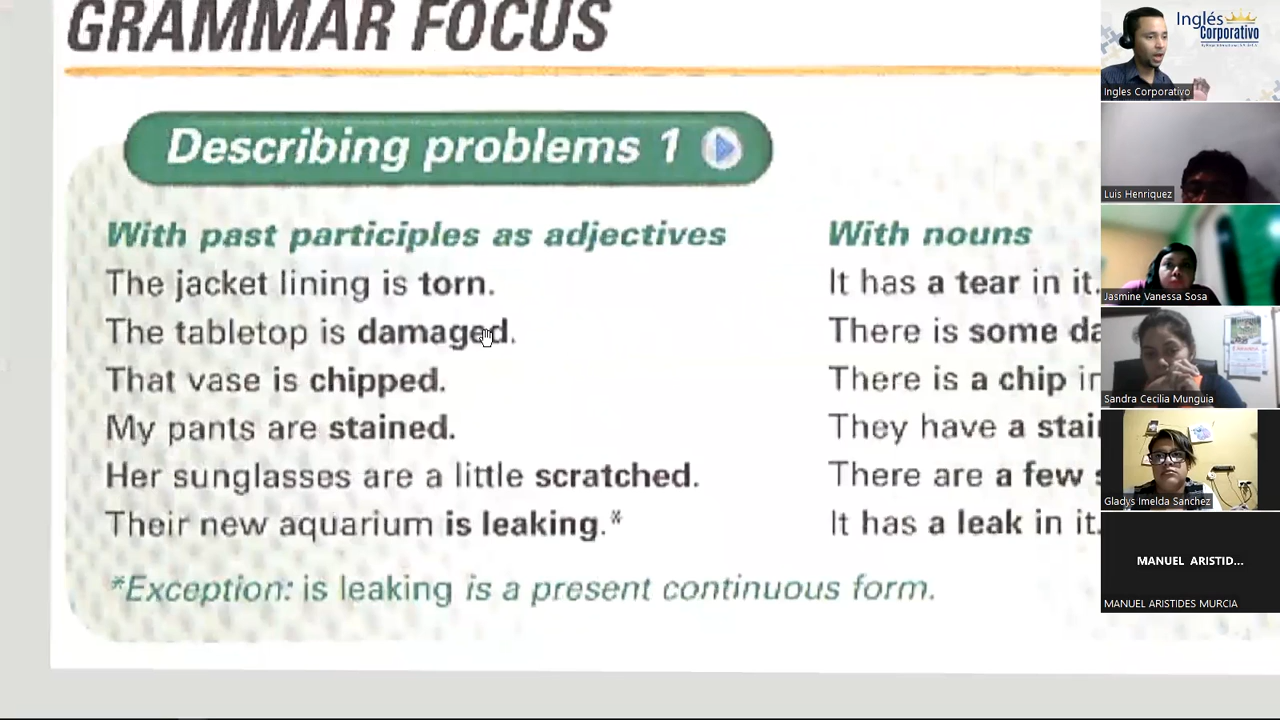 GRAMMAR FOCUS
Describing problems 1
With past participles as adjectives
The jacket lining is torn.
The tabletop is damaged.
That vase is chipped.
My pants are stained.
Her sunglasses are a little scratched.
Their new aquarium is leaking.*
*Exception: is leaking is a present continuous form.
With nouns
It has a tear in it.
There is some da
There is a chip in
They have a stai
There are a few s
It has a leak in it.
Inglés
Corporativo
Ingles Corporativo
Luis Henriquez
Jasmine Vanessa Sosa
Sandra Cecilia Munguia
Gladys Imelda Sanchez
MANUEL ARISTID...
MANUEL ARISTIDES MURCIA